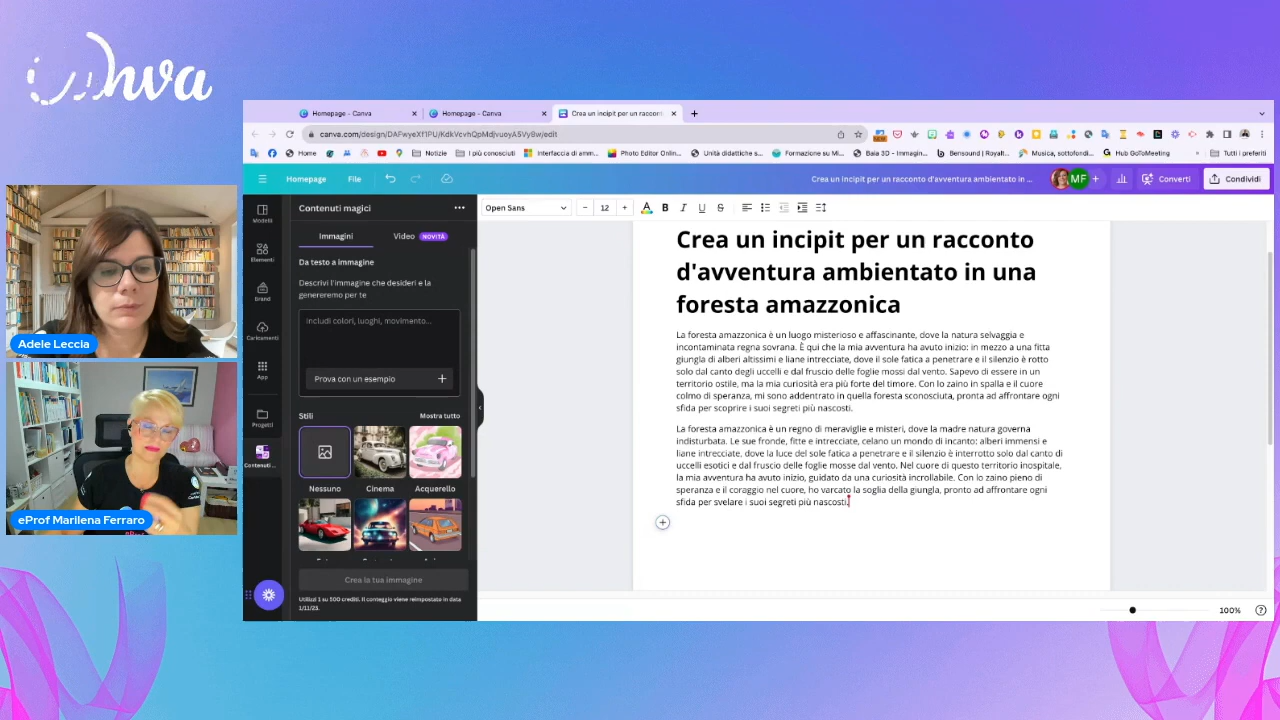 Homepage - Canva
Homepage - Canva
Crea un incipit per un raccont
canva.com/design/DAFwyeXf1PU/KdkVcvhQpMdjvuoyA5Vy8w/edit
Home
Notizie
I più conosciuti
Interfaccia di amm...
Photo Editor Onlin...
Unità didattiche s...
Formazione su Mi...
Baia 3D - Immagin...
Bensound | Royalt...
Musica, sottofondi...
Hub GoToMeeting
Tutti i preferiti
Homepage
File
Crea un incipit per un racconto d'avventura ambientato in ...
MF
Converti
Condividi
Modelli
Elementi
Brand
Caricamenti
App
Progetti
Contenuti ...
Contenuti magici
Immagini
Video NOVITÀ
Da testo a immagine
Descrivi l'immagine che desideri e la
genereremo per te
Includi colori, luoghi, movimento...
Prova con un esempio
Stili
Mostra tutto
Nessuno
Cinema
Acquerello
Crea la tua immagine
Utilizzi 1 su 500 crediti. Il conteggio viene reimpostato in data
1/11/23.
Open Sans
12
B I U S
Crea un incipit per un racconto
d'avventura ambientato in una
foresta amazzonica
La foresta amazzonica è un luogo misterioso e affascinante, dove la natura selvaggia e
incontaminata regna sovrana. È qui che la mia avventura ha avuto inizio: in mezzo a una fitta
giungla di alberi altissimi e liane intrecciate, dove il sole fatica a penetrare e il silenzio è rotto
solo dal canto degli uccelli e dal fruscio delle foglie mossi dal vento. Sapevo di essere in un
territorio ostile, ma la mia curiosità era più forte del timore. Con lo zaino in spalla e il cuore
colmo di speranza, mi sono addentrato in quella foresta sconosciuta, pronta ad affrontare ogni
sfida per scoprire i suoi segreti più nascosti.
La foresta amazzonica è un regno di meraviglie e misteri, dove la madre natura governa
indisturbata. Le sue fronde, fitte e intrecciate, celano un mondo di incanto: alberi immensi e
liane intrecciate, dove la luce del sole fatica a penetrare e il silenzio è interrotto solo dal canto di
uccelli esotici e dal fruscio delle foglie mosse dal vento. Nel cuore di questo territorio inospitale,
la mia avventura ha avuto inizio, guidato da una curiosità incrollabile. Con lo zaino pieno di
speranza e il coraggio nel cuore, ho varcato la soglia della giungla, pronto ad affrontare ogni
sfida per svelare i suoi segreti più nascosti.
100%
Adele Leccia
eProf Marilena Ferraro